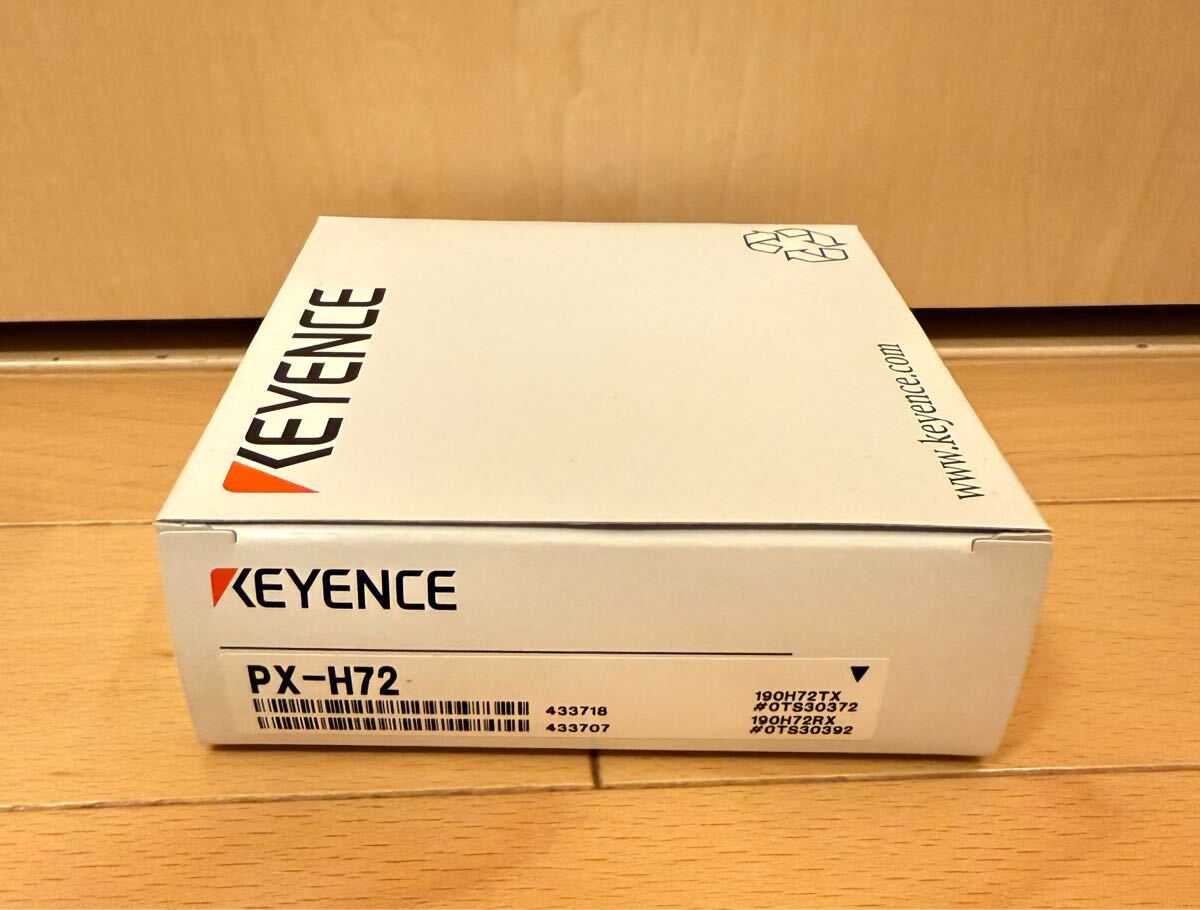 KEYENCE
www.keyence.com
KEYENCE
PX-H72
433718
433707
190H72TX
#0TS30372
190H72RX
#0TS30392